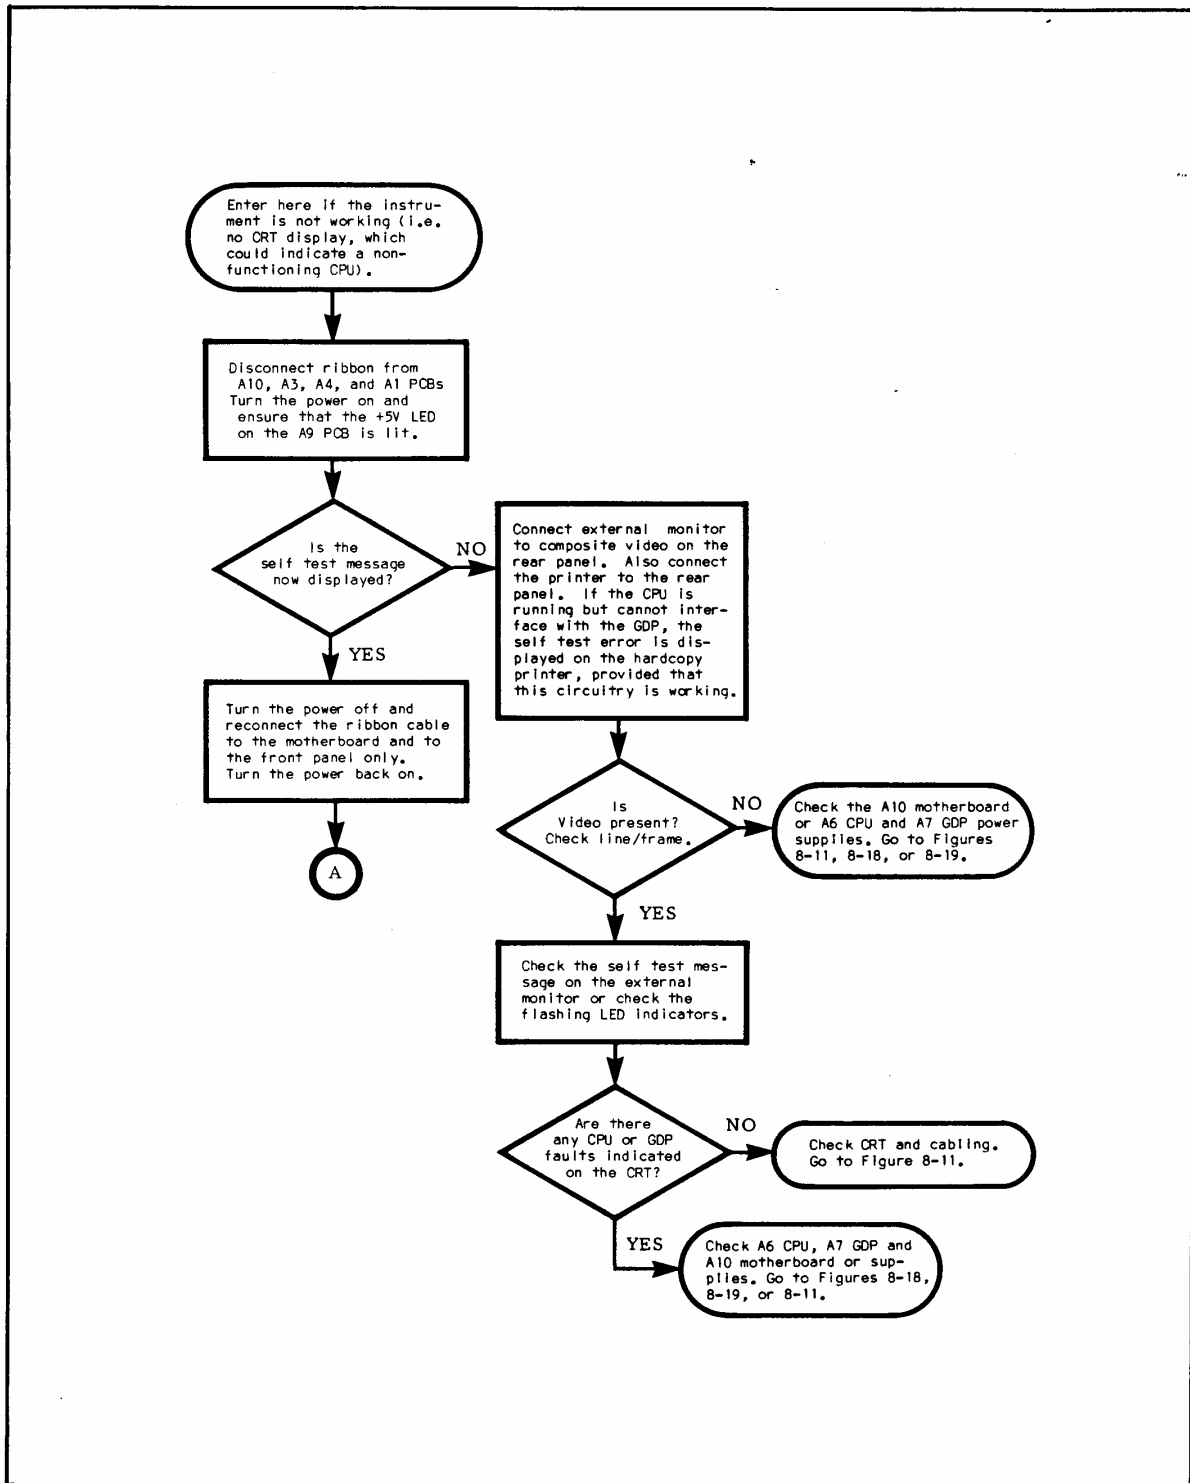 Enter here if the instru-
ment is not working (i.e.
no CRT display, which
could indicate a non-
functioning CPU).
Disconnect ribbon from
A10, A3, A4, and A1 PCBs
Turn the power on and
ensure that the +5V LED
on the A9 PCB is lit.
Is the
self test message
now displayed?
NO
YES
Turn the power off and
reconnect the ribbon cable
to the motherboard and to
the front panel only.
Turn the power back on.
A
Connect external monitor
to composite video on the
rear panel. Also connect
the printer to the rear
panel. If the CPU is
running but cannot inter-
face with the GDP, the
self test error is dis-
played on the hardcopy
printer, provided that
this circuitry is working.
Is
Video present?
Check line/frame.
NO
Check the A10 motherboard
or A6 CPU and A7 GDP power
supplies. Go to Figures
8-11, 8-18, or 8-19.
YES
Check the self test mes-
sage on the external
monitor or check the
flashing LED indicators.
Are there
any CPU or GDP
faults indicated
on the CRT?
NO
Check CRT and cabling.
Go to Figure 8-11.
YES
Check A6 CPU, A7 GDP and
A10 motherboard or sup-
plies. Go to Figures 8-18,
8-19, or 8-11.